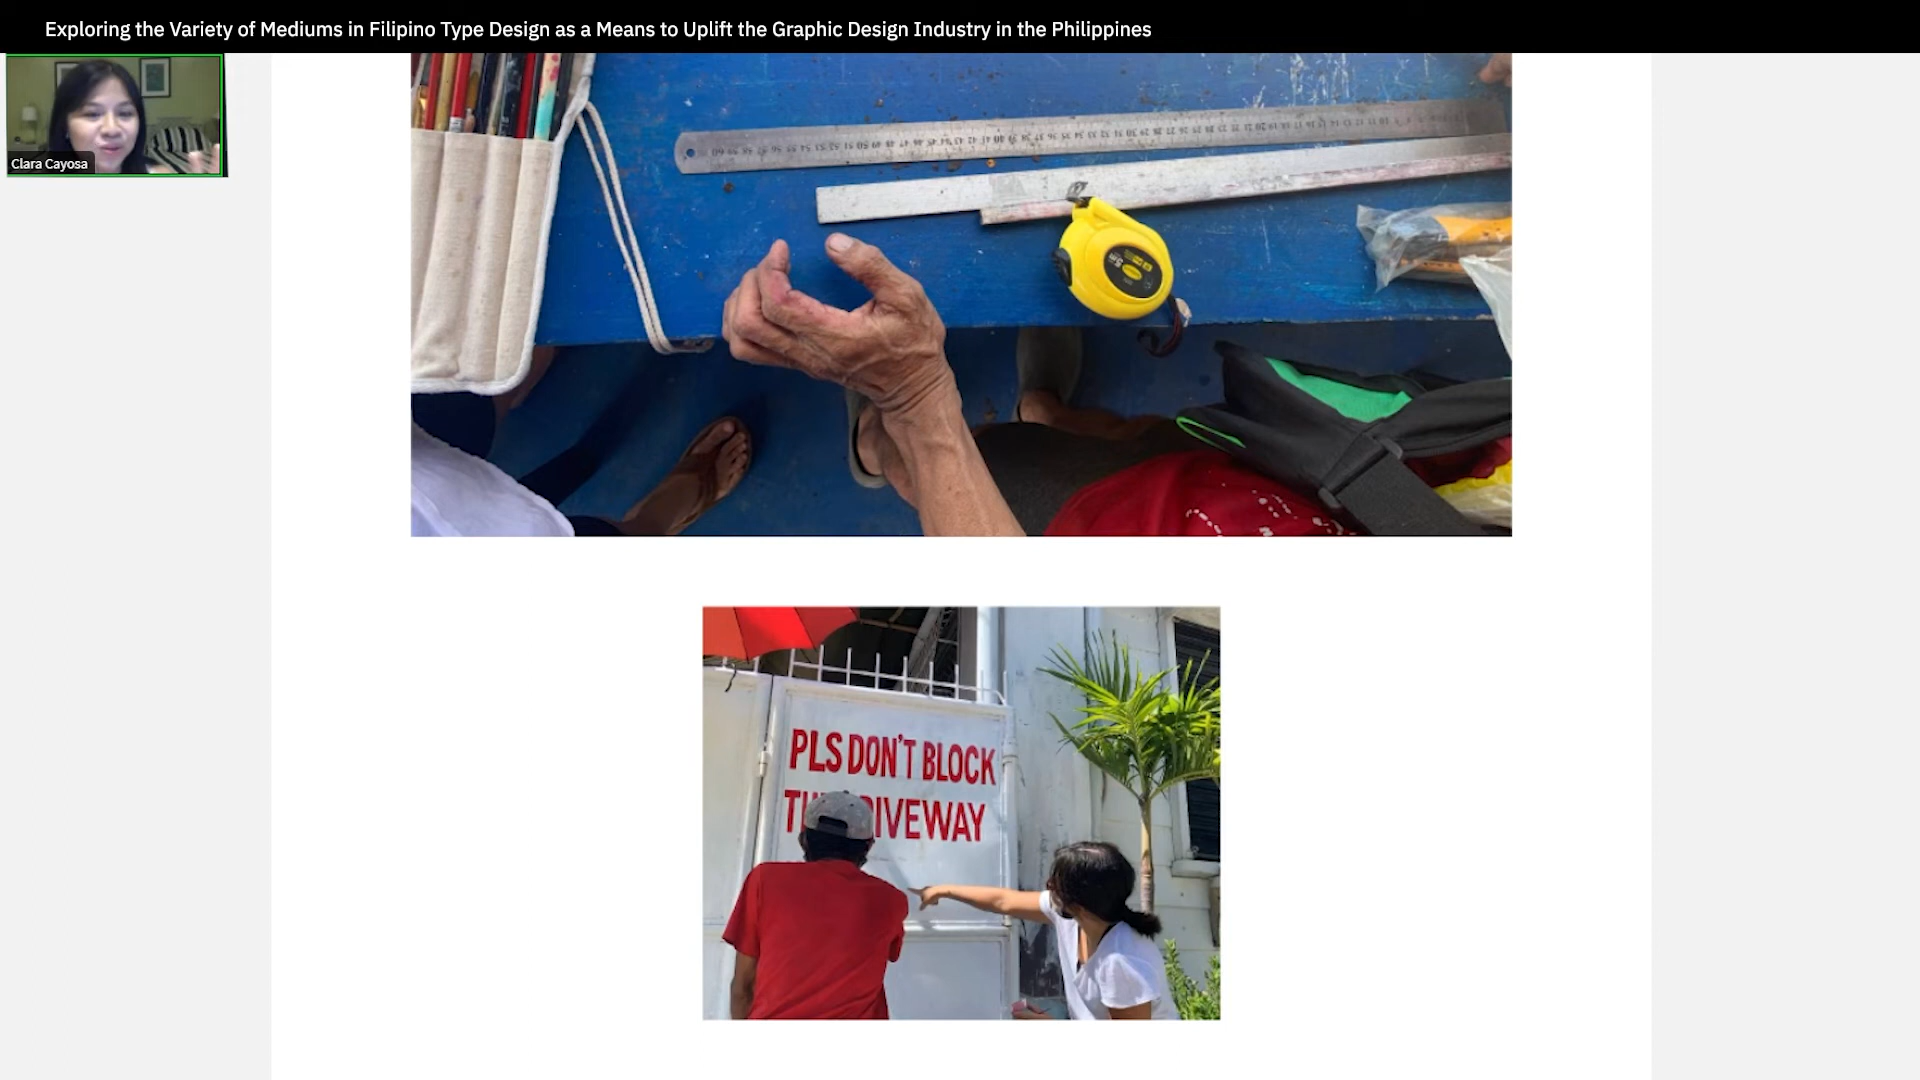 Exploring the Variety of Mediums in Filipino Type Design as a Means to Uplift the Graphic Design Industry in the Philippines
Clara Cayosa
PLS DON'T BLOCK
IVEWAY